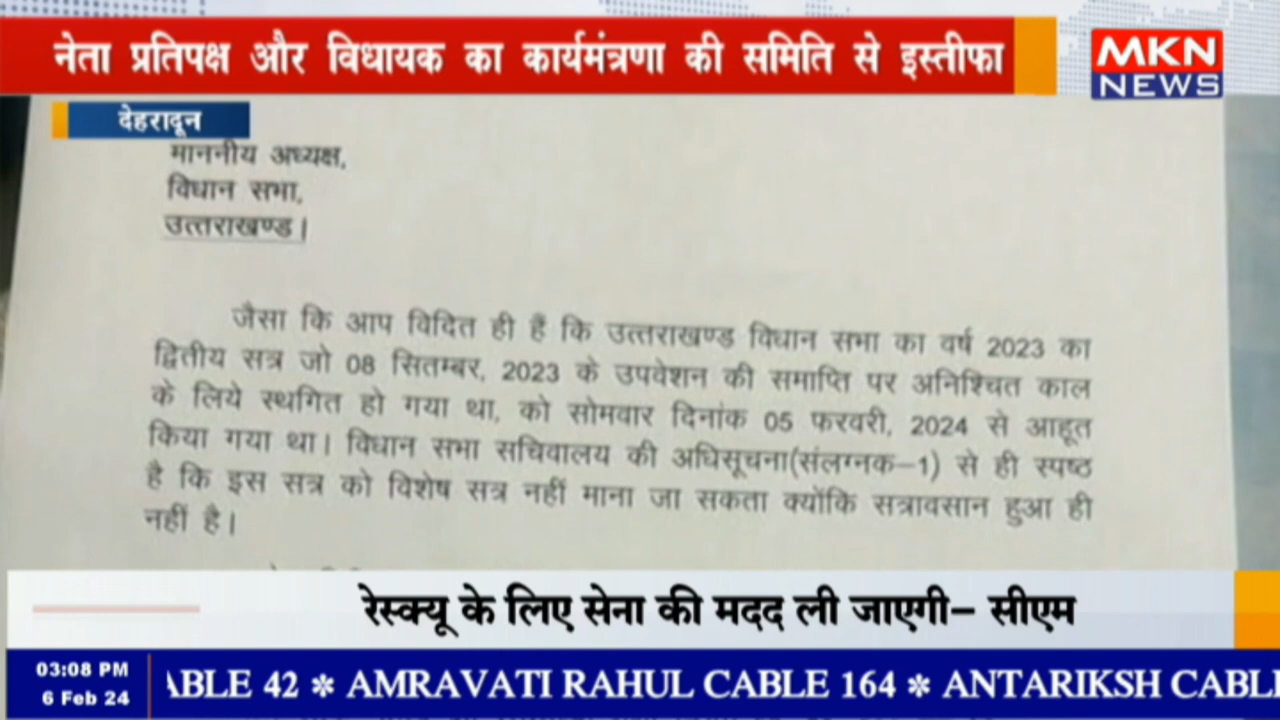 नेता प्रतिपक्ष और विधायक का कार्यमंत्रणा की समिति से इस्तीफा
MKN
NEWS
देहरादून
माननीय अध्यक्ष,
विधान सभा,
उत्तराखण्ड।
जैसा कि आप विदित ही है कि उत्तराखण्ड विधान सभा का वर्ष 2023 का
द्वितीय सत्र जो 08 सितम्बर, 2023 के उपवेशन की समाप्ति पर अनिश्चित काल
के लिये स्थगित हो गया था, को सोमवार दिनांक 05 फरवरी, 2024 से आहूत
किया गया था। विधान सभा सचिवालय की अधिसूचना(संलग्नक–1) से ही स्पष्ठ
है कि इस सत्र को विशेष सत्र नहीं माना जा सकता क्योंकि सत्रावसान हुआ ही
नहीं है।
रेस्क्यू के लिए सेना की मदद ली जाएगी– सीएम
03:08 PM
6 Feb 24
ABLE 42 * AMRAVATI RAHUL CABLE 164 * ANTARIKSH CABL